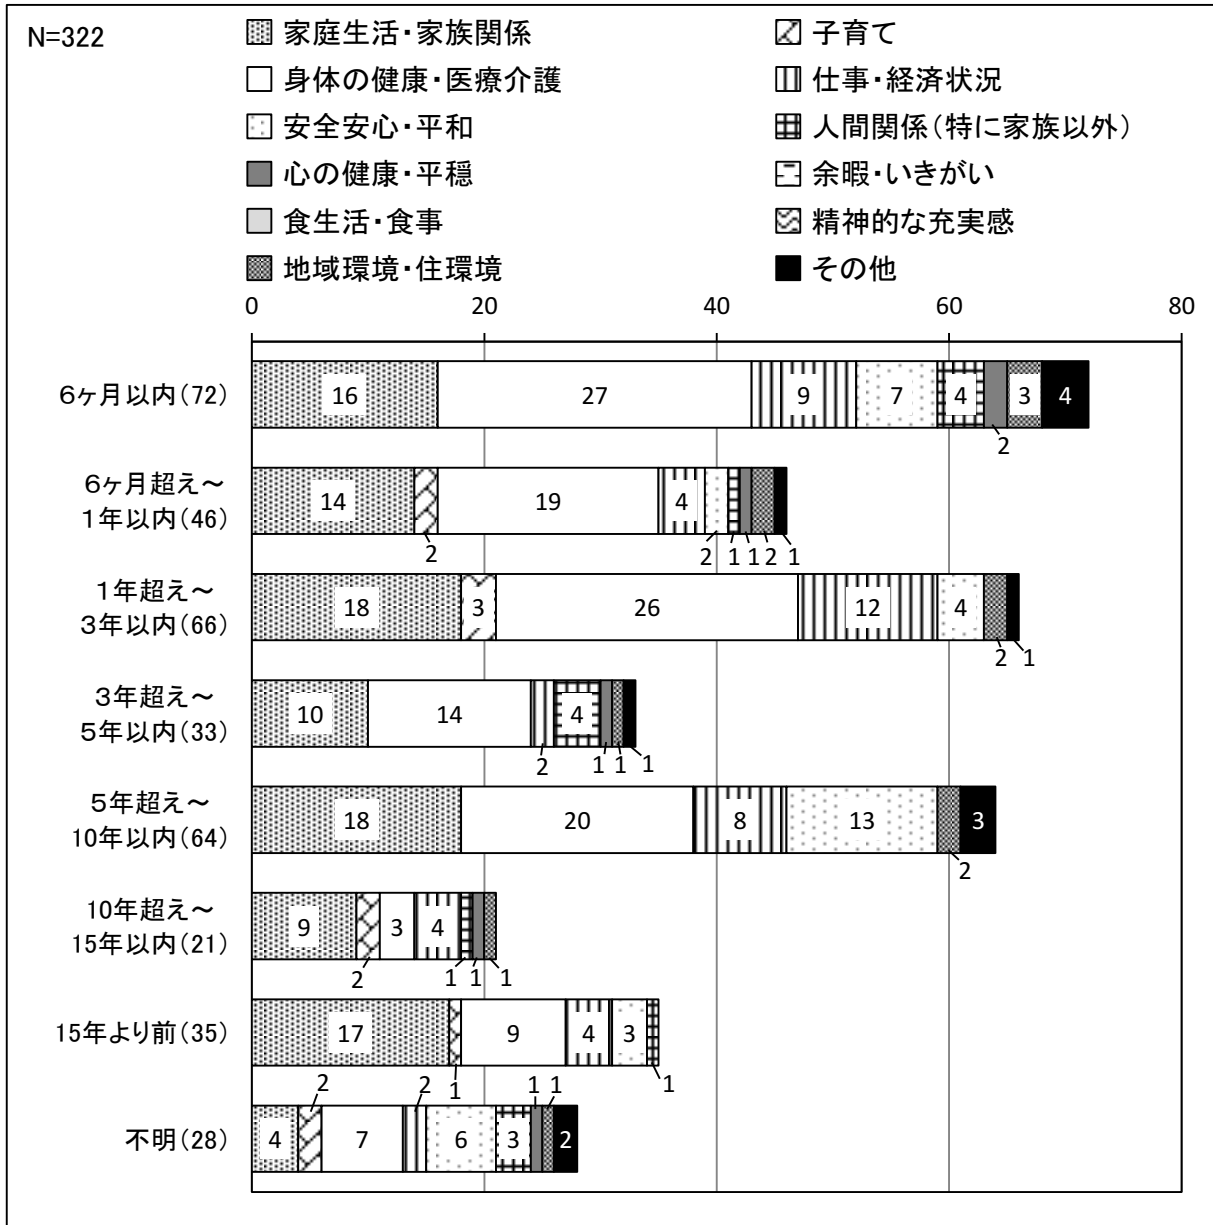 N=322
家庭生活・家族関係
子育て
身体の健康・医療介護
仕事・経済状況
安全安心・平和
人間関係（特に家族以外）
心の健康・平穏
余暇・いきがい
食生活・食事
精神的な充実感
地域環境・住環境
その他
0 20 40 60 80
６ヶ月以内（72）
16 27 9 7 4 3 4
2
６ヶ月超え～
１年以内（46）
14 19 4
2 2 1 1 2 1
１年超え～
３年以内（66）
18 3 26 12 4
2 1
３年超え～
５年以内（33）
10 14 4
2 1 1 1
５年超え～
10年以内（64）
18 20 8 13 3
2
10年超え～
15年以内（21）
9 3 4
2 1 1 1
15年より前（35）
17 9 4 3
1 1
不明（28）
2 2 1 1
4 7 6 3 2